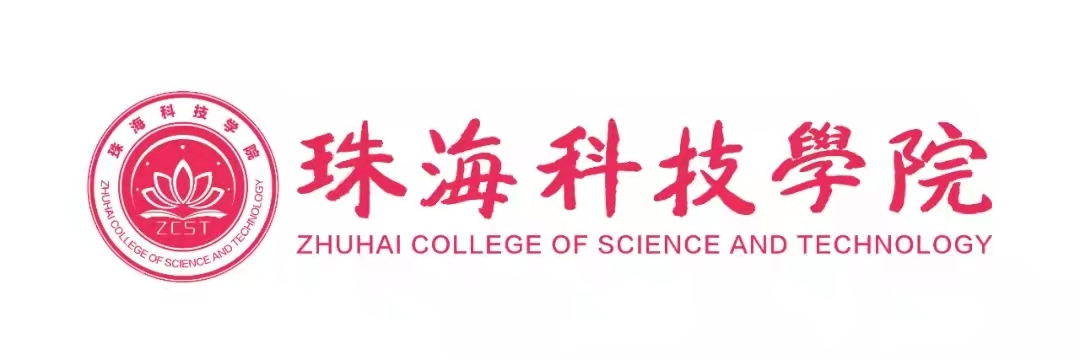 珠海科技学院
ZCST
ZHUHAI COLLEGE OF SCIENCE AND TECHNOLOGY
珠海科技學院
ZHUHAI COLLEGE OF SCIENCE AND TECHNOLOGY